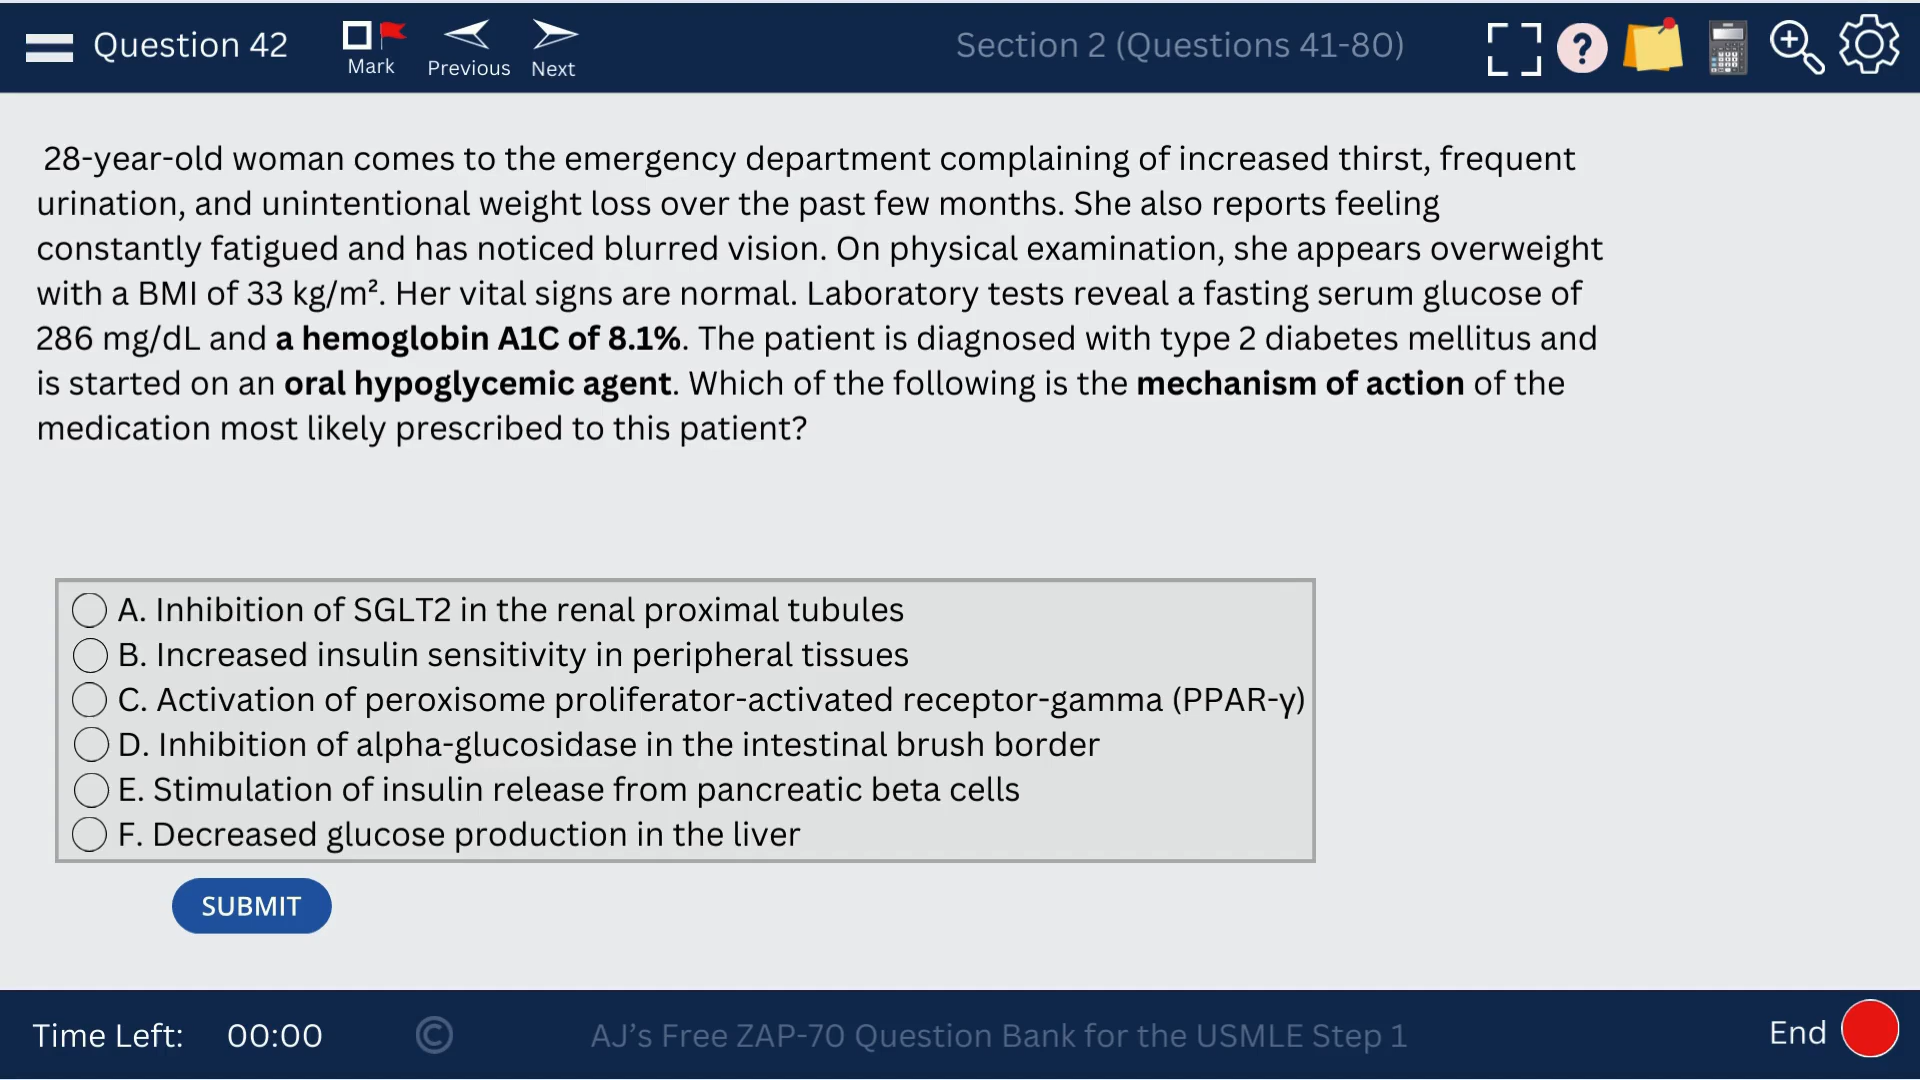 Question 42
Mark
Previous
Next
Section 2 (Questions 41-80)
?
28-year-old woman comes to the emergency department complaining of increased thirst, frequent
urination, and unintentional weight loss over the past few months. She also reports feeling
constantly fatigued and has noticed blurred vision. On physical examination, she appears overweight
with a BMI of 33 kg/m². Her vital signs are normal. Laboratory tests reveal a fasting serum glucose of
286 mg/dL and a hemoglobin A1C of 8.1%. The patient is diagnosed with type 2 diabetes mellitus and
is started on an oral hypoglycemic agent. Which of the following is the mechanism of action of the
medication most likely prescribed to this patient?
A. Inhibition of SGLT2 in the renal proximal tubules
B. Increased insulin sensitivity in peripheral tissues
C. Activation of peroxisome proliferator-activated receptor-gamma (PPAR-γ)
D. Inhibition of alpha-glucosidase in the intestinal brush border
E. Stimulation of insulin release from pancreatic beta cells
F. Decreased glucose production in the liver
SUBMIT
Time Left: 00:00
©
AJ's Free ZAP-70 Question Bank for the USMLE Step 1
End